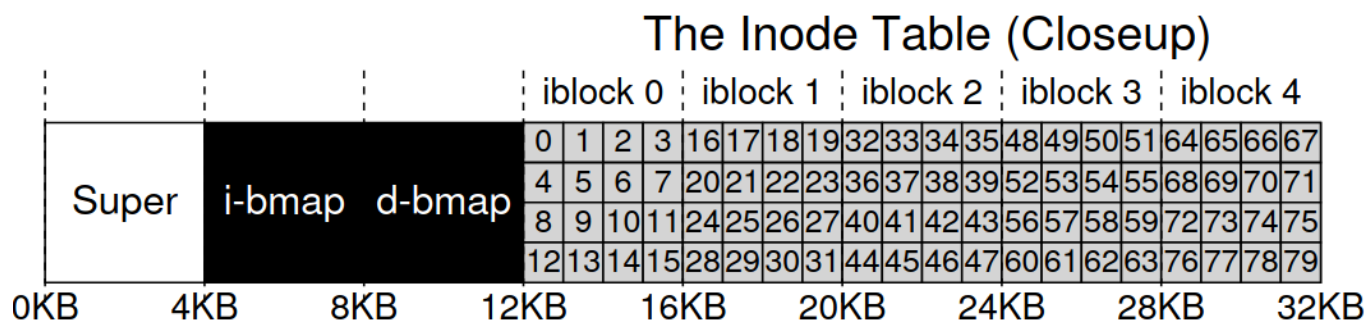 The Inode Table (Closeup)
iblock 0 iblock 1 iblock 2 iblock 3 iblock 4
0 1 2 3 16 17 18 19 32 33 34 35 48 49 50 51 64 65 66 67
4 5 6 7 20 21 22 23 36 37 38 39 52 53 54 55 68 69 70 71
Super i-bmap d-bmap
8 9 10 11 24 25 26 27 40 41 42 43 56 57 58 59 72 73 74 75
12 13 14 15 28 29 30 31 44 45 46 47 60 61 62 63 76 77 78 79
0KB 4KB 8KB 12KB 16KB 20KB 24KB 28KB 32KB